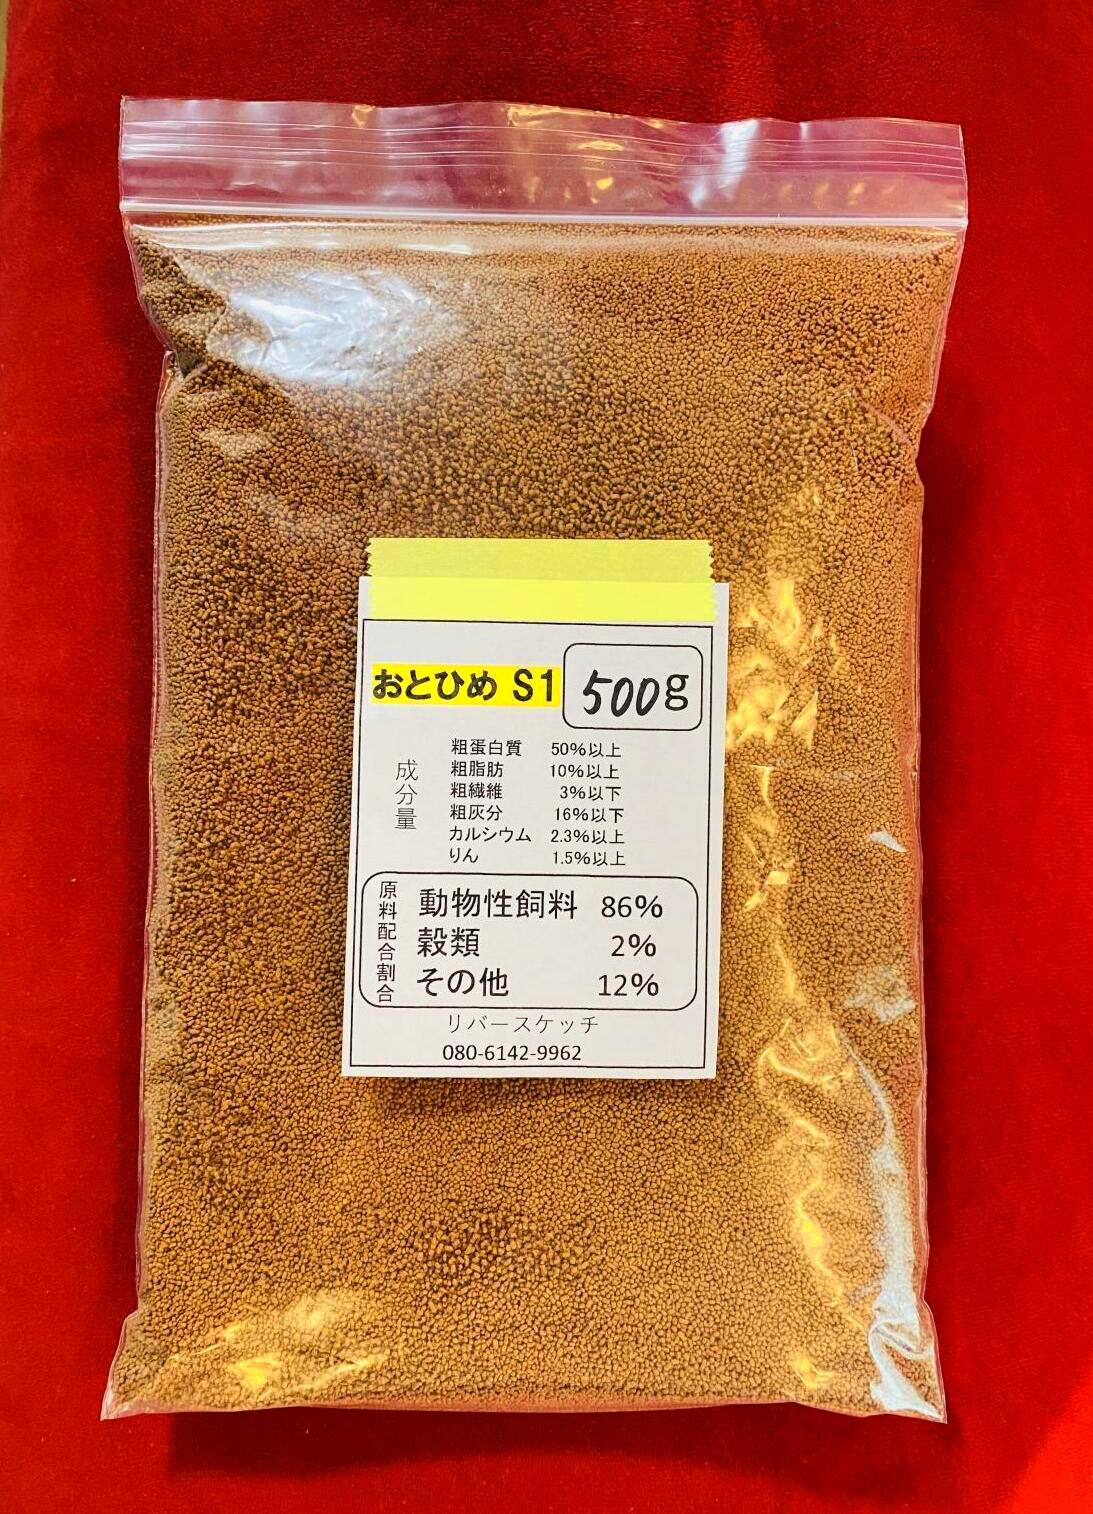 おとひめ S1 500g
成分量
粗蛋白質 50%以上
粗脂肪 10%以上
粗繊維 3%以下
粗灰分 16%以下
カルシウム 2.3%以上
りん 1.5%以上
原料配合割合
動物性飼料 86%
穀類 2%
その他 12%
リバースケッチ
080-6142-9962